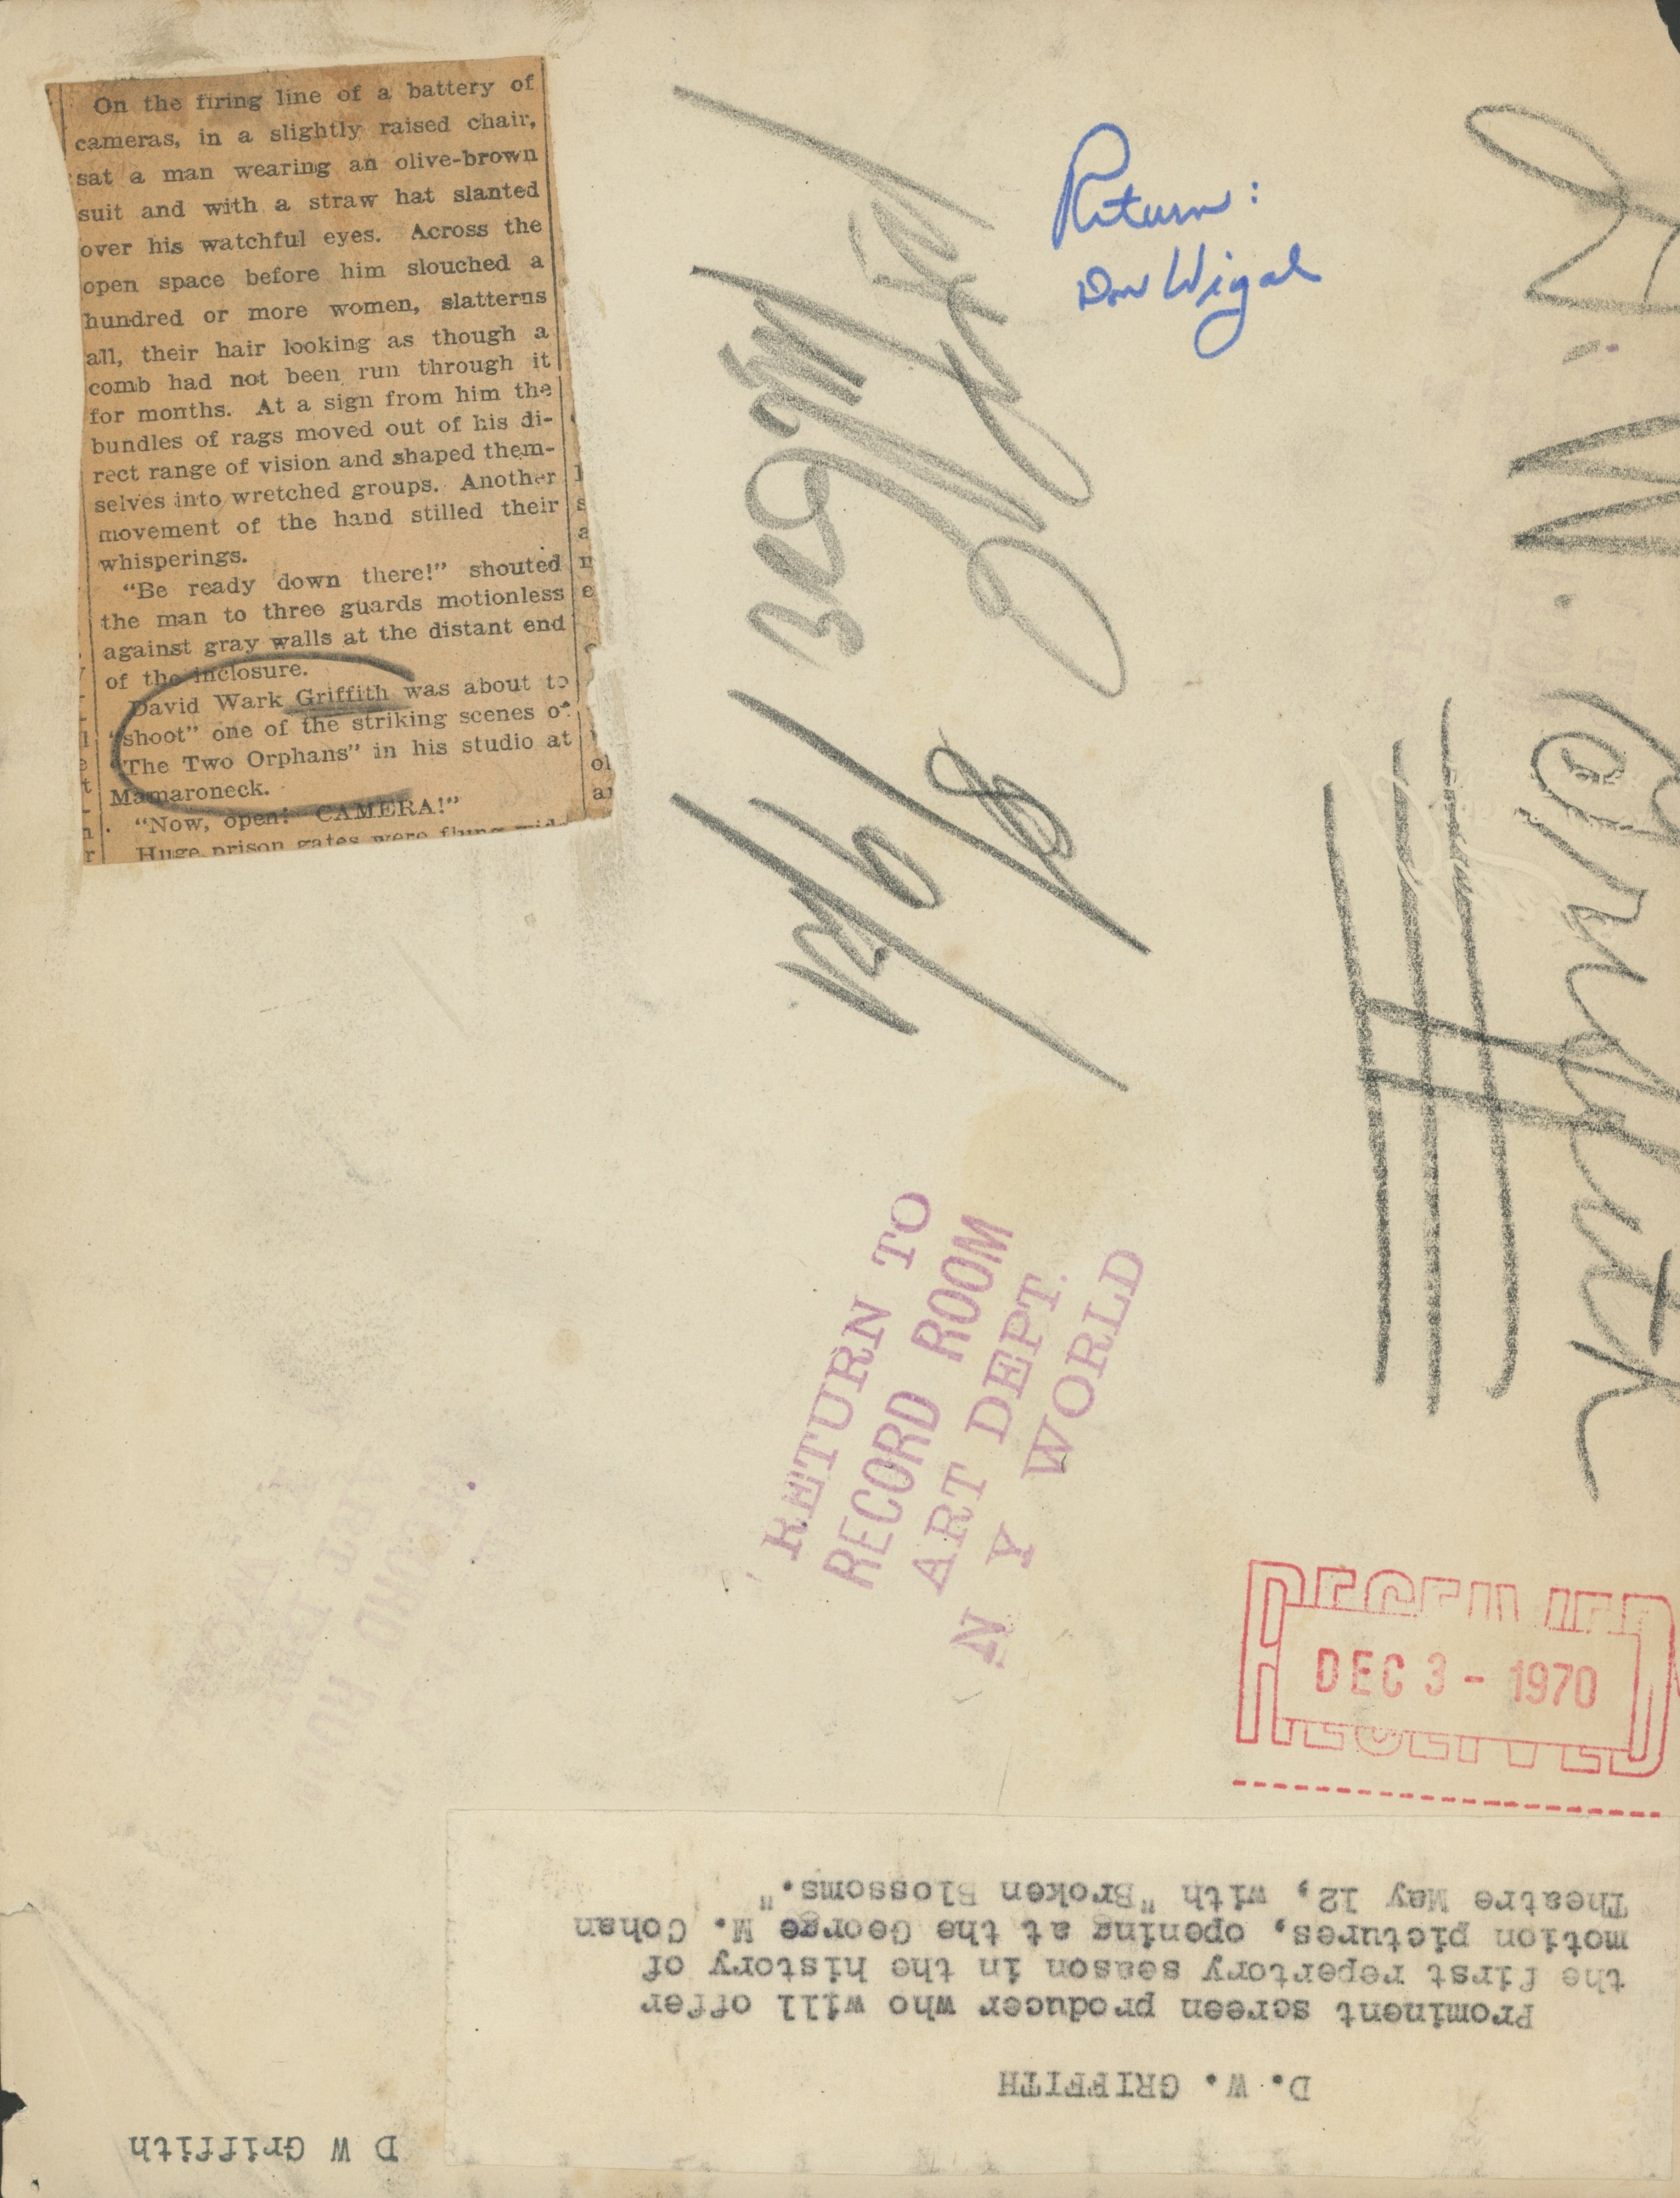 On the firing line of a battery of
cameras, in a slightly raised chair,
sat a man wearing an olive-brown
suit and with a straw hat slanted
over his watchful eyes. Across the
open space before him slouched a
hundred or more women, slatterns
all, their hair looking as though a
comb had not been run through it
for months. At a sign from him the
bundles of rags moved out of his di-
rect range of vision and shaped them-
selves into wretched groups. Another
movement of the hand stilled their
whisperings.
"Be ready down there!" shouted
the man to three guards motionless
against gray walls at the distant end
of the inclosure.
David Wark Griffith was about to
"shoot" one of the striking scenes of
"The Two Orphans" in his studio at
Mamaroneck.
"Now, open! CAMERA!"
Huge prison gates were flung wide
Return:
Don Wigal
D. W. Griffith
RETURN TO
RECORD ROOM
ART DEPT.
N Y WORLD
RECEIVED
DEC 3 - 1970
RECEIVED
D. W. GRIFFITH
Prominent screen producer who will offer
the first repertory season in the history of
motion pictures, opening at the George M. Cohan
Theatre May 12, with "Broken Blossoms."
D W Griffith